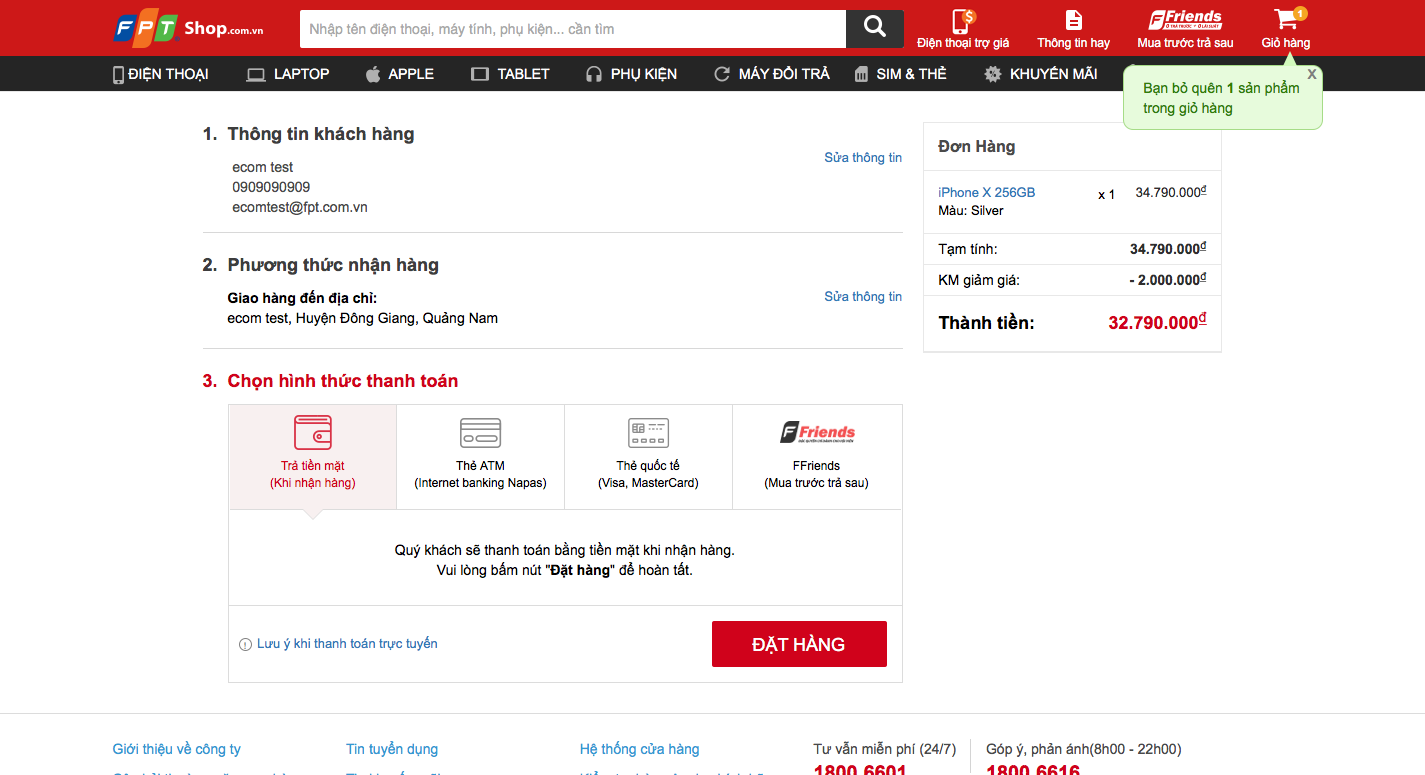 FPT Shop.com.vn
Nhập tên điện thoại, máy tính, phụ kiện... cần tìm
$
Điện thoại trợ giá
Thông tin hay
FFriends
Mua trước trả sau
1
Giỏ hàng
ĐIỆN THOẠI
LAPTOP
APPLE
TABLET
PHỤ KIỆN
MÁY ĐỔI TRẢ
SIM & THẺ
KHUYẾN MÃI
X
Bạn bỏ quên 1 sản phẩm
trong giỏ hàng
1. Thông tin khách hàng
Sửa thông tin
ecom test
0909090909
ecomtest@fpt.com.vn
2. Phương thức nhận hàng
Sửa thông tin
Giao hàng đến địa chỉ:
ecom test, Huyện Đông Giang, Quảng Nam
3. Chọn hình thức thanh toán
Trả tiền mặt
(Khi nhận hàng)
Thẻ ATM
(Internet banking Napas)
Thẻ quốc tế
(Visa, MasterCard)
FFriends
FFriends
(Mua trước trả sau)
Quý khách sẽ thanh toán bằng tiền mặt khi nhận hàng.
Vui lòng bấm nút "Đặt hàng" để hoàn tất.
Lưu ý khi thanh toán trực tuyến
ĐẶT HÀNG
Đơn Hàng
iPhone X 256GB x 1 34.790.000₫
Màu: Silver
Tạm tính: 34.790.000₫
KM giảm giá: - 2.000.000₫
Thành tiền: 32.790.000₫
Giới thiệu về công ty
Tin tuyển dụng
Hệ thống cửa hàng
Tư vấn miễn phí (24/7)
1800.6601
Góp ý, phản ánh(8h00 - 22h00)
1800.6616